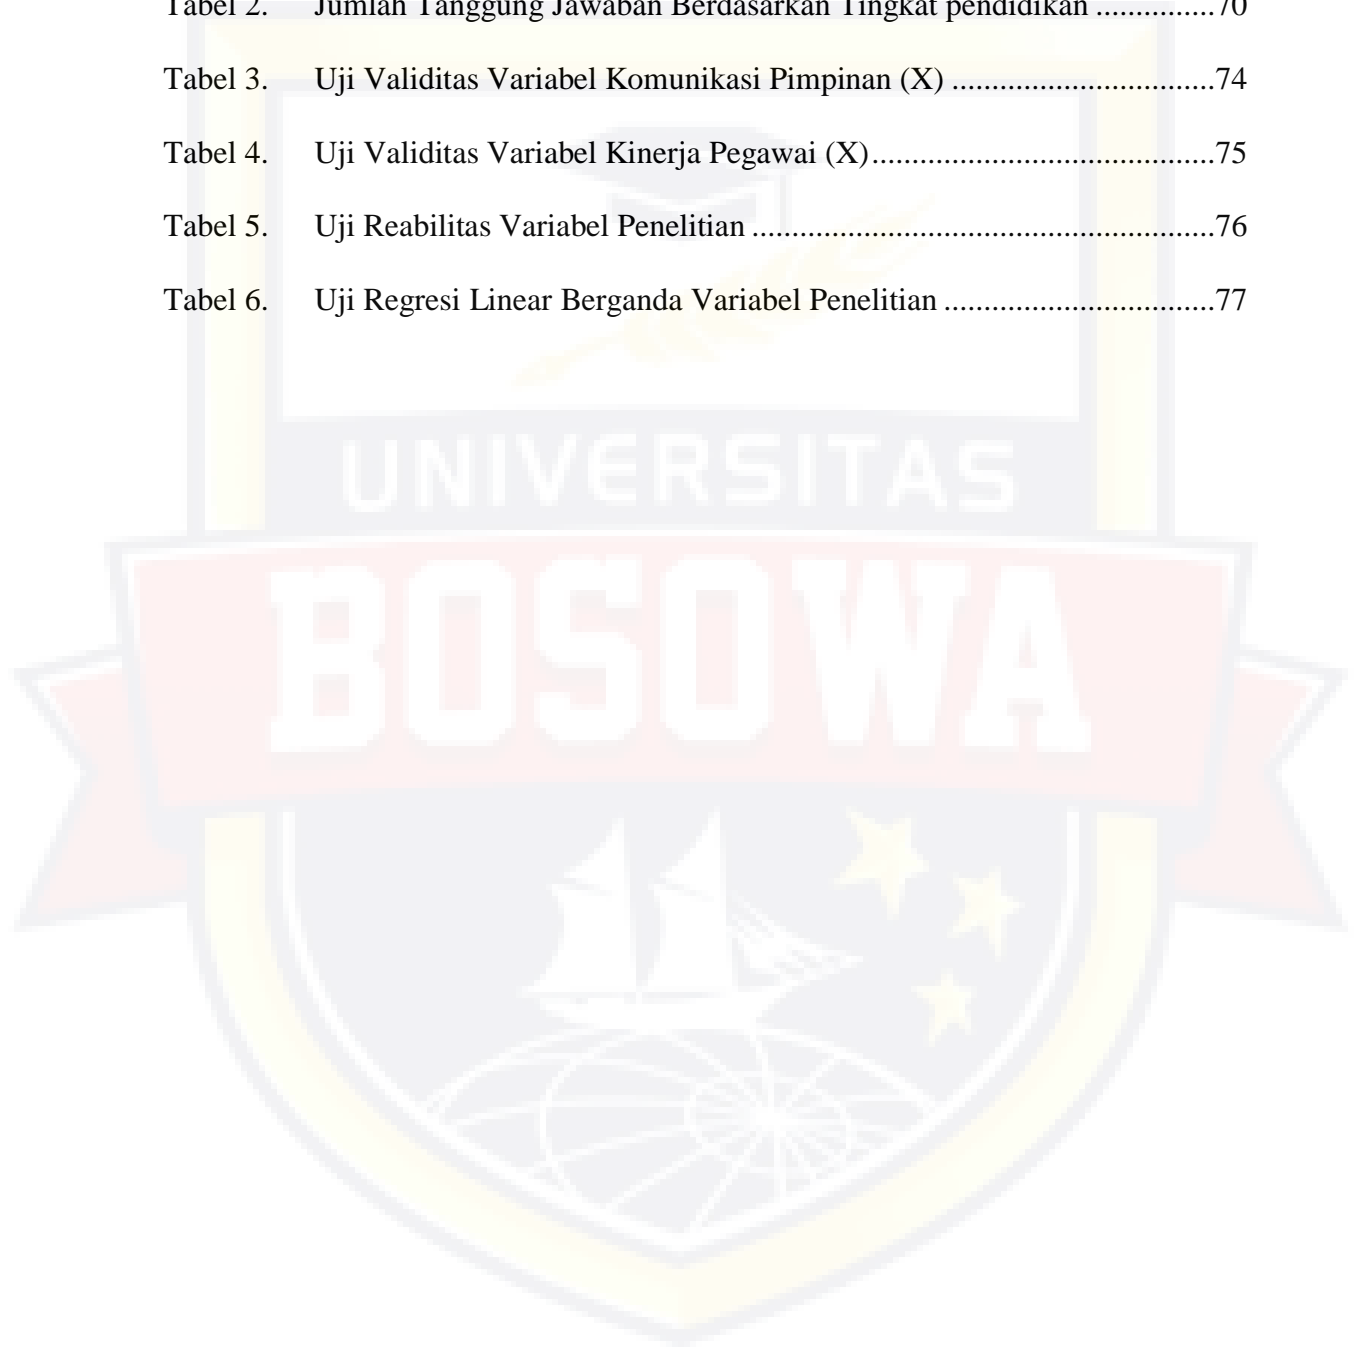 Tabel 2. Jumlah Tanggung Jawaban Berdasarkan Tingkat pendidikan ...............70
Tabel 3. Uji Validitas Variabel Komunikasi Pimpinan (X) .................................74
Tabel 4. Uji Validitas Variabel Kinerja Pegawai (X)...........................................75
Tabel 5. Uji Reabilitas Variabel Penelitian ..........................................................76
Tabel 6. Uji Regresi Linear Berganda Variabel Penelitian ..................................77
UNIVERSITAS
BOSOWA